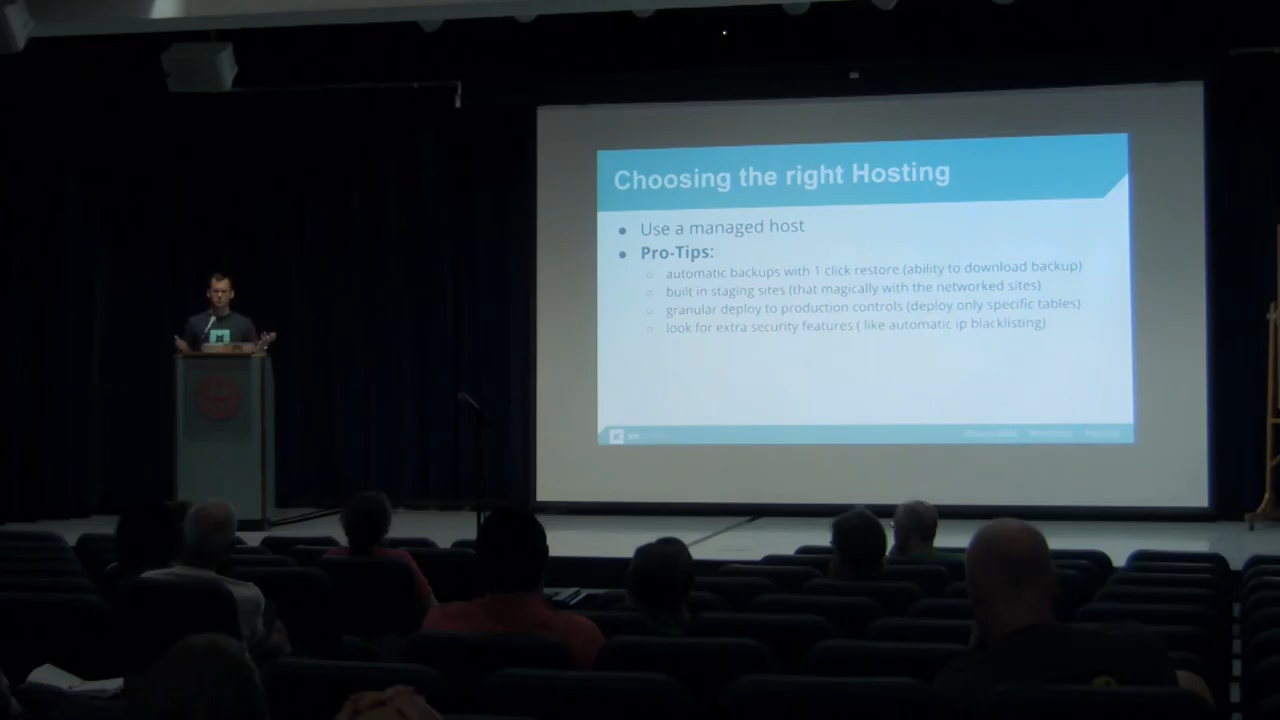 Choosing the right Hosting
Use a managed host
Pro-Tips:
automatic backups with 1 click restore (ability to download backup)
built in staging sites (that magically with the networked sites)
granular deploy to production controls (deploy only specific tables)
look for extra security features ( like automatic ip blacklisting)